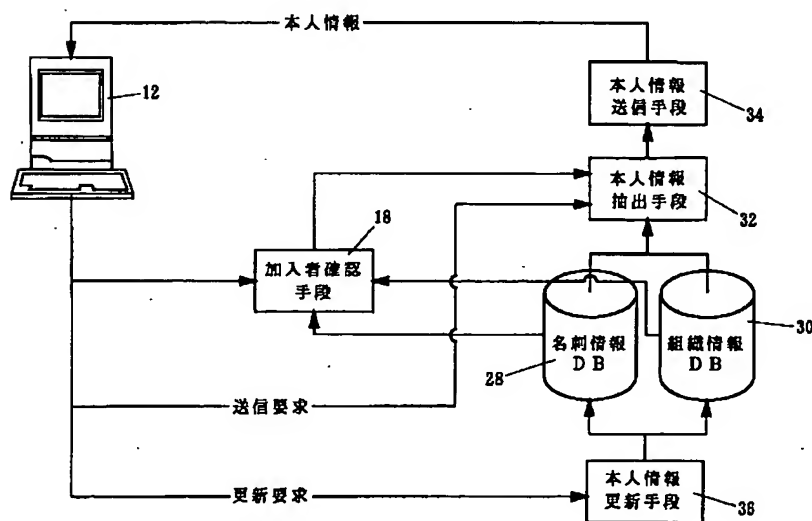 本人情報
12
本人情報
送信手段
34
本人情報
抽出手段
32
18
加入者確認
手段
名刺情報
DB
28
組織情報
DB
30
送信要求
更新要求
本人情報
更新手段
36